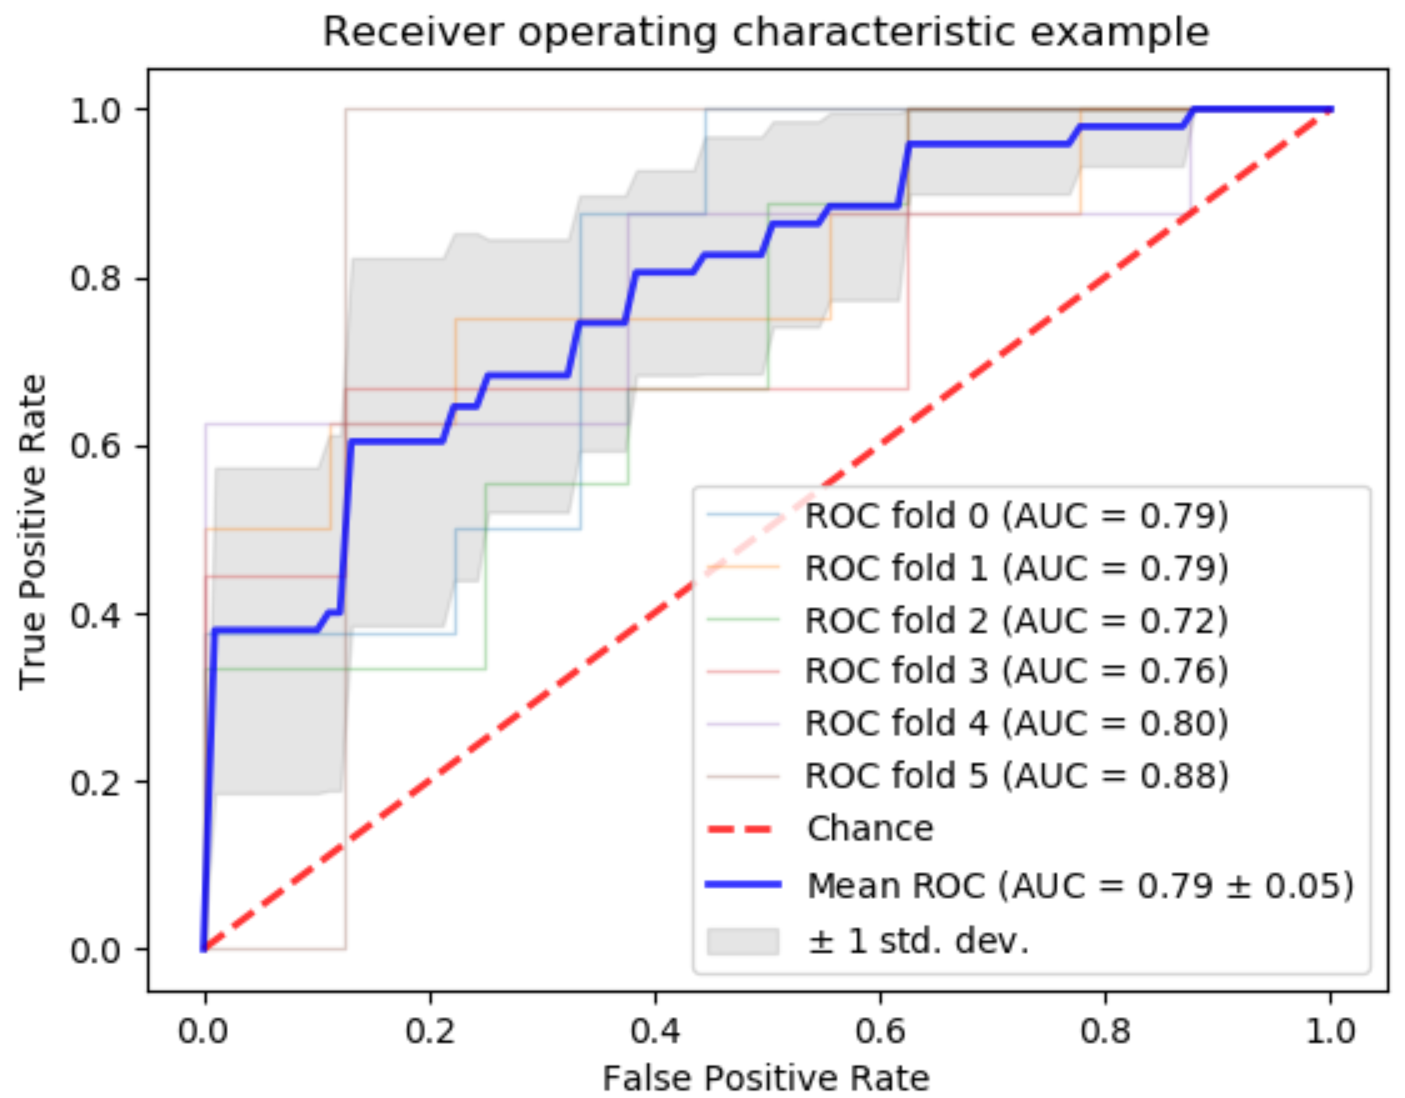 Receiver operating characteristic example
True Positive Rate
1.0
0.8
0.6
0.4
0.2
0.0
ROC fold 0 (AUC = 0.79)
ROC fold 1 (AUC = 0.79)
ROC fold 2 (AUC = 0.72)
ROC fold 3 (AUC = 0.76)
ROC fold 4 (AUC = 0.80)
ROC fold 5 (AUC = 0.88)
Chance
Mean ROC (AUC = 0.79 ± 0.05)
± 1 std. dev.
0.0 0.2 0.4 0.6 0.8 1.0
False Positive Rate